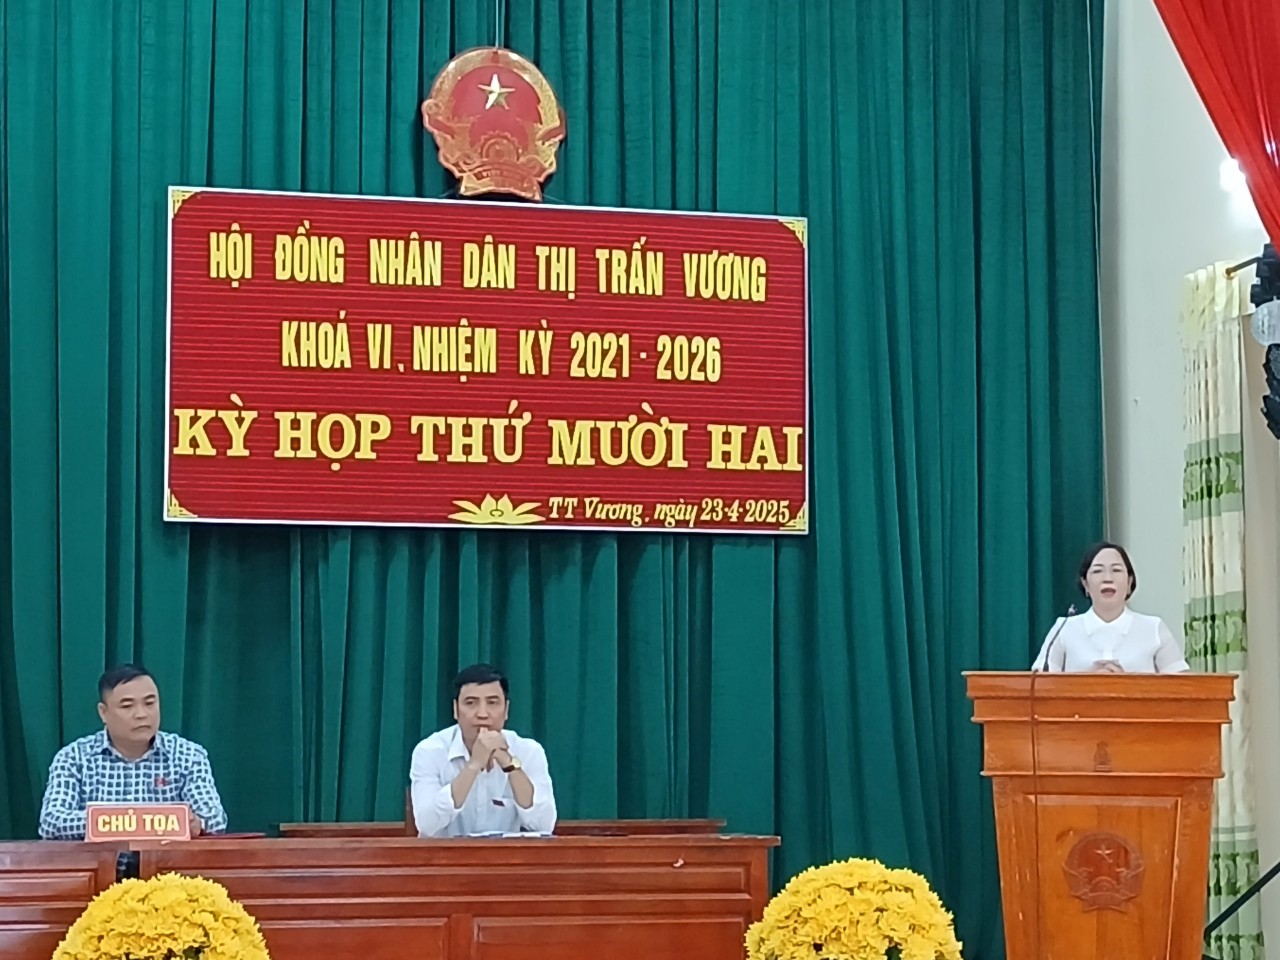 HỘI ĐỒNG NHÂN DÂN THỊ TRẤN VƯƠNG
KHOÁ VI, NHIỆM KỲ 2021 - 2026
KỲ HỌP THỨ MƯỜI HAI
TT Vương, ngày 23-4-2025
CHỦ TỌA